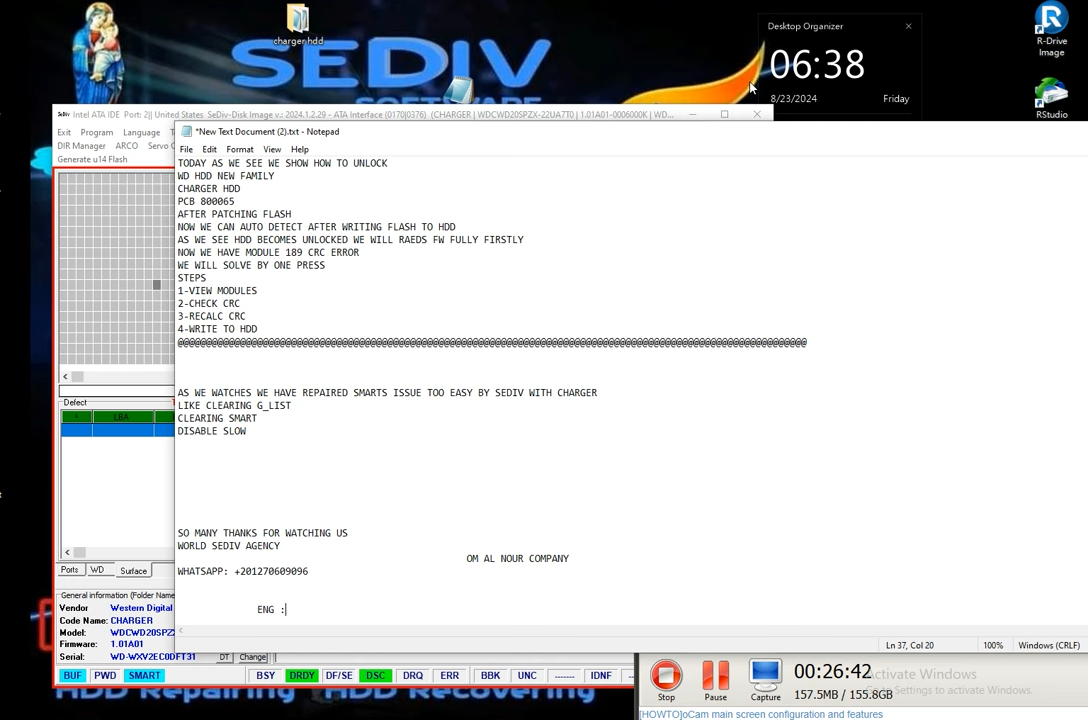 charger hdd
SEDIV
SOFTWARE
Desktop Organizer
06:38
8/23/2024
Friday
R-Drive
Image
RStudio
SeDiv Intel ATA IDE Port: 2|| United States SeDiv-Disk Image v.: 2024.1.2.29 - ATA Interface (0170|0376) (CHARGER | WDCWD20SPZX-22UA7T0 | 1.01A01-0006000K | WD...
Exit Program Language
DIR Manager ARCO Servo
Generate u14 Flash
*New Text Document (2).txt - Notepad
File Edit Format View Help
TODAY AS WE SEE WE SHOW HOW TO UNLOCK
WD HDD NEW FAMILY
CHARGER HDD
PCB 800065
AFTER PATCHING FLASH
NOW WE CAN AUTO DETECT AFTER WRITING FLASH TO HDD
AS WE SEE HDD BECOMES UNLOCKED WE WILL RAEDS FW FULLY FIRSTLY
NOW WE HAVE MODULE 189 CRC ERROR
WE WILL SOLVE BY ONE PRESS
STEPS
1-VIEW MODULES
2-CHECK CRC
3-RECALC CRC
4-WRITE TO HDD
AS WE WATCHES WE HAVE REPAIRED SMARTS ISSUE TOO EASY BY SEDIV WITH CHARGER
LIKE CLEARING G_LIST
CLEARING SMART
DISABLE SLOW
SO MANY THANKS FOR WATCHING US
WORLD SEDIV AGENCY
OM AL NOUR COMPANY
WHATSAPP: +201270609096
ENG :
Ln 37, Col 20 100% Windows (CRLF)
Defect
LBA
Ports WD Surface
General information (Folder Name
Vendor Western Digital
Code Name: CHARGER
Model: WDCWD20SPZ
Firmware: 1.01A01
Serial: WD-WXV2EC0DFT31 DT Change
BUF PWD SMART BSY DRDY DF/SE DSC DRQ ERR BBK UNC ------ IDNF
HDD Repairing HDD Recovering
Stop Pause Capture
00:26:42
157.5MB / 155.8GB
Activate Windows
Go to Settings to activate Windows.
[HOWTO]oCam main screen configuration and features